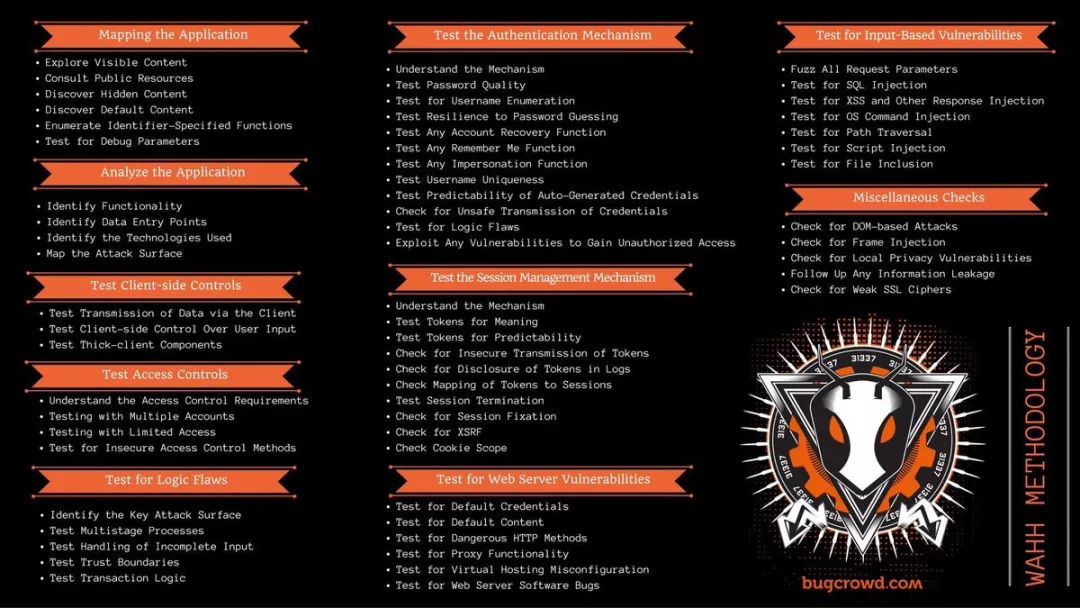 Mapping the Application
• Explore Visible Content
• Consult Public Resources
• Discover Hidden Content
• Discover Default Content
• Enumerate Identifier-Specified Functions
• Test for Debug Parameters
Analyze the Application
• Identify Functionality
• Identify Data Entry Points
• Identify the Technologies Used
• Map the Attack Surface
Test Client-side Controls
• Test Transmission of Data via the Client
• Test Client-side Control Over User Input
• Test Thick-client Components
Test Access Controls
• Understand the Access Control Requirements
• Testing with Multiple Accounts
• Testing with Limited Access
• Test for Insecure Access Control Methods
Test for Logic Flaws
• Identify the Key Attack Surface
• Test Multistage Processes
• Test Handling of Incomplete Input
• Test Trust Boundaries
• Test Transaction Logic
Test the Authentication Mechanism
• Understand the Mechanism
• Test Password Quality
• Test for Username Enumeration
• Test Resilience to Password Guessing
• Test Any Account Recovery Function
• Test Any Remember Me Function
• Test Any Impersonation Function
• Test Username Uniqueness
• Test Predictability of Auto-Generated Credentials
• Check for Unsafe Transmission of Credentials
• Test for Logic Flaws
• Exploit Any Vulnerabilities to Gain Unauthorized Access
Test the Session Management Mechanism
• Understand the Mechanism
• Test Tokens for Meaning
• Test Tokens for Predictability
• Check for Insecure Transmission of Tokens
• Check for Disclosure of Tokens in Logs
• Check Mapping of Tokens to Sessions
• Test Session Termination
• Check for Session Fixation
• Check for XSRF
• Check Cookie Scope
Test for Web Server Vulnerabilities
• Test for Default Credentials
• Test for Default Content
• Test for Dangerous HTTP Methods
• Test for Proxy Functionality
• Test for Virtual Hosting Misconfiguration
• Test for Web Server Software Bugs
Test for Input-Based Vulnerabilities
• Fuzz All Request Parameters
• Test for SQL Injection
• Test for XSS and Other Response Injection
• Test for OS Command Injection
• Test for Path Traversal
• Test for Script Injection
• Test for File Inclusion
Miscellaneous Checks
• Check for DOM-based Attacks
• Check for Frame Injection
• Check for Local Privacy Vulnerabilities
• Follow Up Any Information Leakage
• Check for Weak SSL Ciphers
31337
31337
31337
bugcrowd.com
WAHH METHODOLOGY